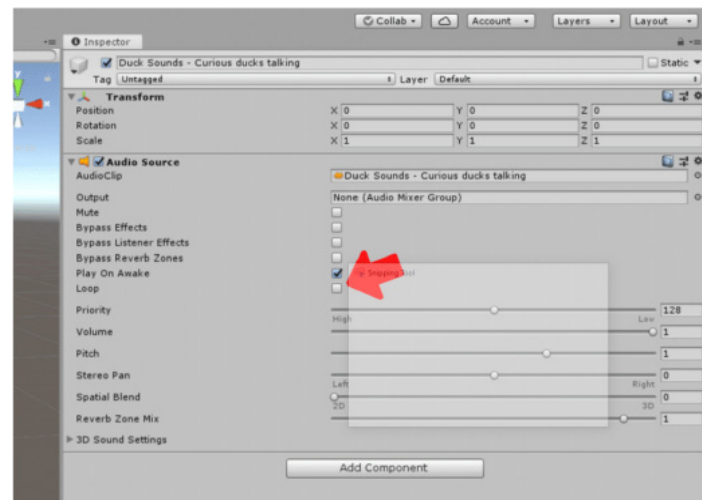 Collab
Account
Layers
Layout
Inspector
Duck Sounds - Curious ducks talking
Static
Tag Untagged
Layer Default
Transform
Position X 0 Y 0 Z 0
Rotation X 0 Y 0 Z 0
Scale X 1 Y 1 Z 1
Audio Source
AudioClip Duck Sounds - Curious ducks talking
Output None (Audio Mixer Group)
Mute
Bypass Effects
Bypass Listener Effects
Bypass Reverb Zones
Play On Awake
Snipping Tool
Loop
Priority 128
High Low
Volume 1
Pitch 1
Stereo Pan 0
Left Right
Spatial Blend 0
2D 3D
Reverb Zone Mix 1
3D Sound Settings
Add Component
y
x